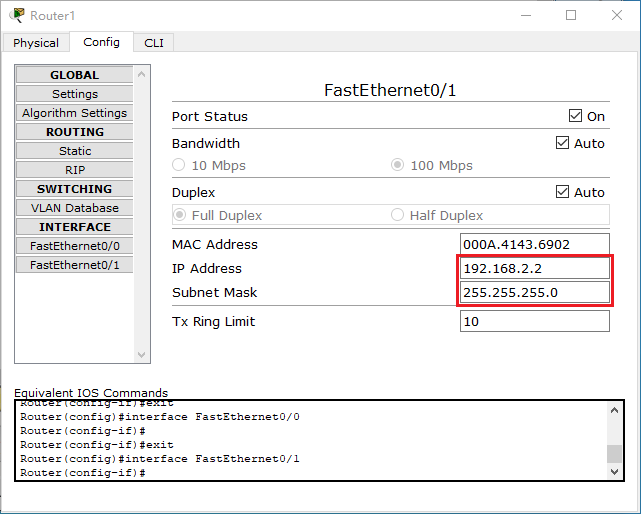 Router1
Physical Config CLI
GLOBAL
Settings
Algorithm Settings
ROUTING
Static
RIP
SWITCHING
VLAN Database
INTERFACE
FastEthernet0/0
FastEthernet0/1
FastEthernet0/1
Port Status On
Bandwidth Auto
10 Mbps 100 Mbps
Duplex Auto
Full Duplex Half Duplex
MAC Address 000A.4143.6902
IP Address 192.168.2.2
Subnet Mask 255.255.255.0
Tx Ring Limit 10
Equivalent IOS Commands
Router(config-if)#exit
Router(config)#interface FastEthernet0/0
Router(config-if)#
Router(config-if)#exit
Router(config)#interface FastEthernet0/1
Router(config-if)#